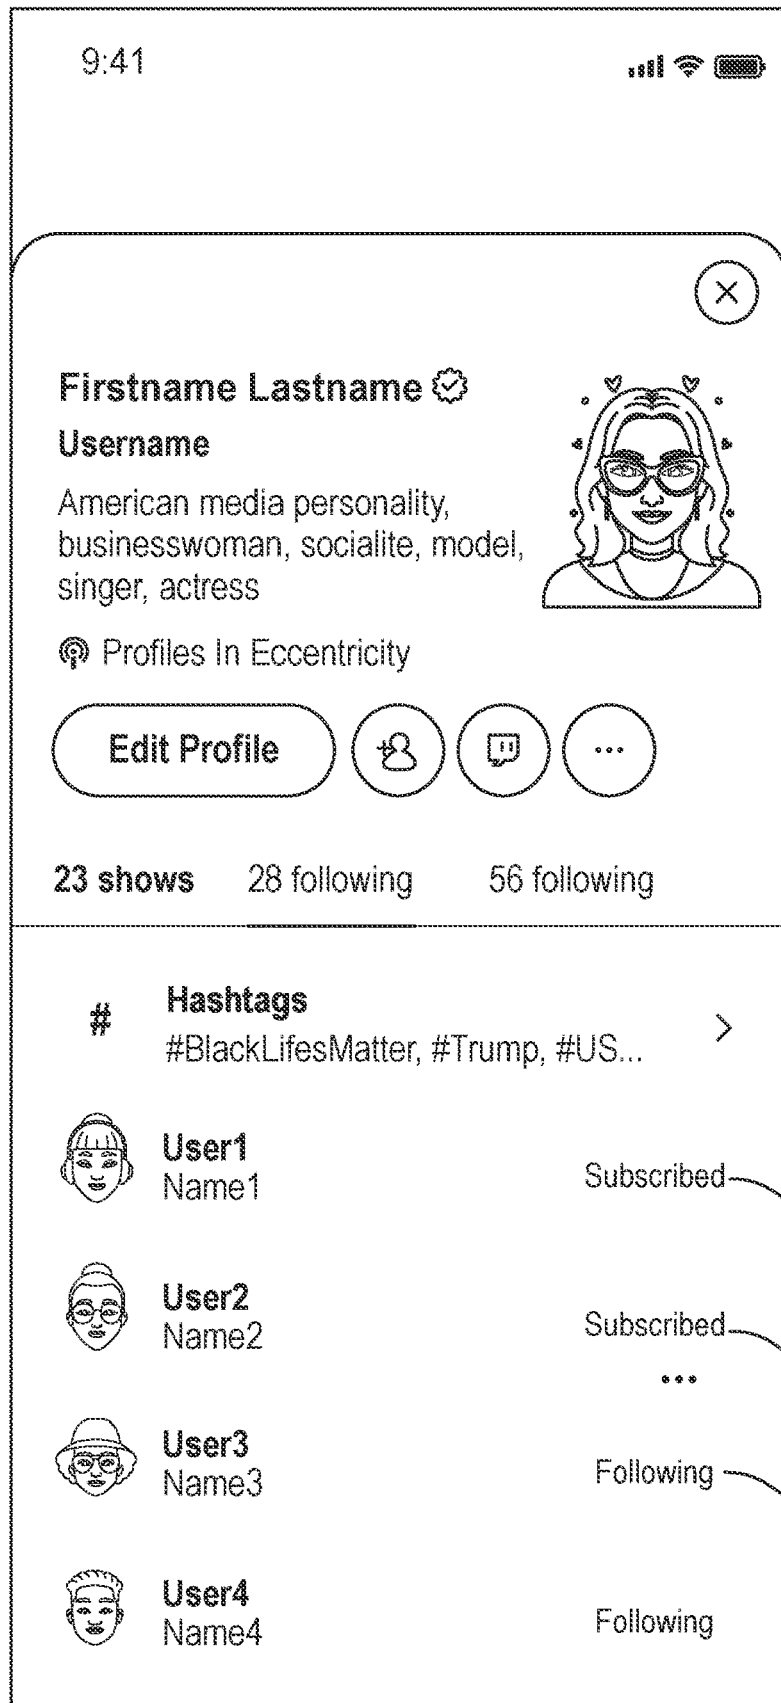 9:41
Firstname Lastname
Username
American media personality,
businesswoman, socialite, model,
singer, actress
Profiles In Eccentricity
Edit Profile
...
23 shows 28 following 56 following
# Hashtags
#BlackLifesMatter, #Trump, #US...
User1
Name1
Subscribed
User2
Name2
Subscribed
...
User3
Name3
Following
User4
Name4
Following